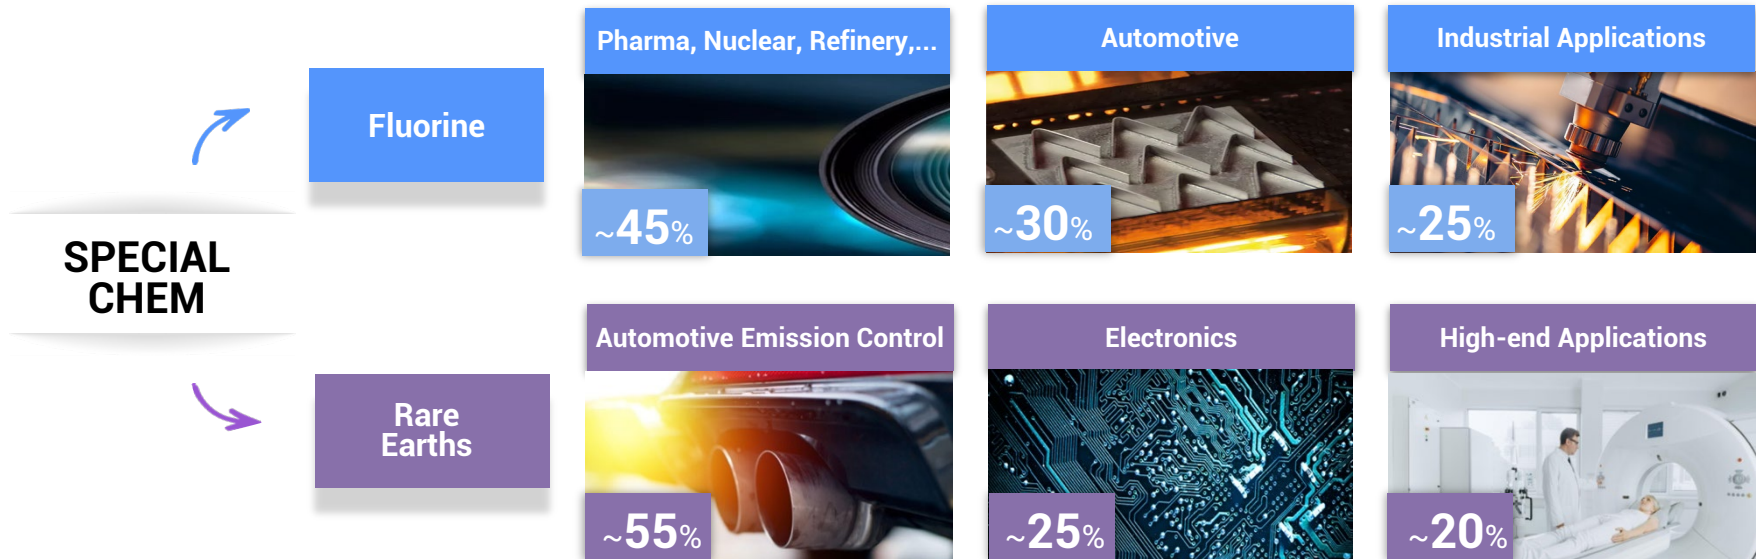 Pharma, Nuclear, Refinery,...
Automotive
Industrial Applications
Fluorine
~45%
~30%
~25%
SPECIAL
CHEM
Automotive Emission Control
Electronics
High-end Applications
Rare
Earths
~55%
~25%
~20%